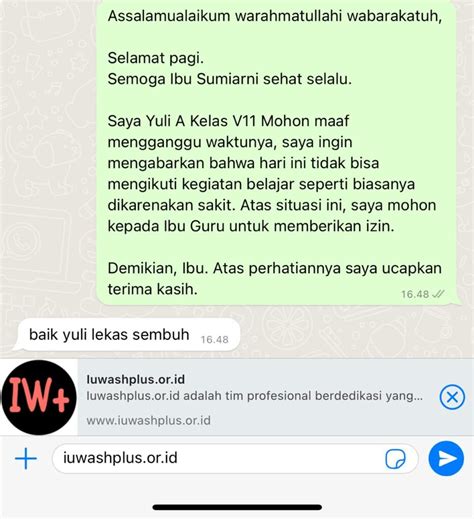 Assalamualaikum warahmatullahi wabarakatuh,
Selamat pagi.
Semoga Ibu Sumiarni sehat selalu.
Saya Yuli A Kelas V11 Mohon maaf
mengganggu waktunya, saya ingin
mengabarkan bahwa hari ini tidak bisa
mengikuti kegiatan belajar seperti biasanya
dikarenakan sakit. Atas situasi ini, saya mohon
kepada Ibu Guru untuk memberikan izin.
Demikian, Ibu. Atas perhatiannya saya ucapkan
terima kasih.
16.48
baik yuli lekas sembuh 16.48
IW+
Iuwashplus.or.id
Iuwashplus.or.id adalah tim profesional berdedikasi yang...
www.iuwashplus.or.id
iuwashplus.or.id